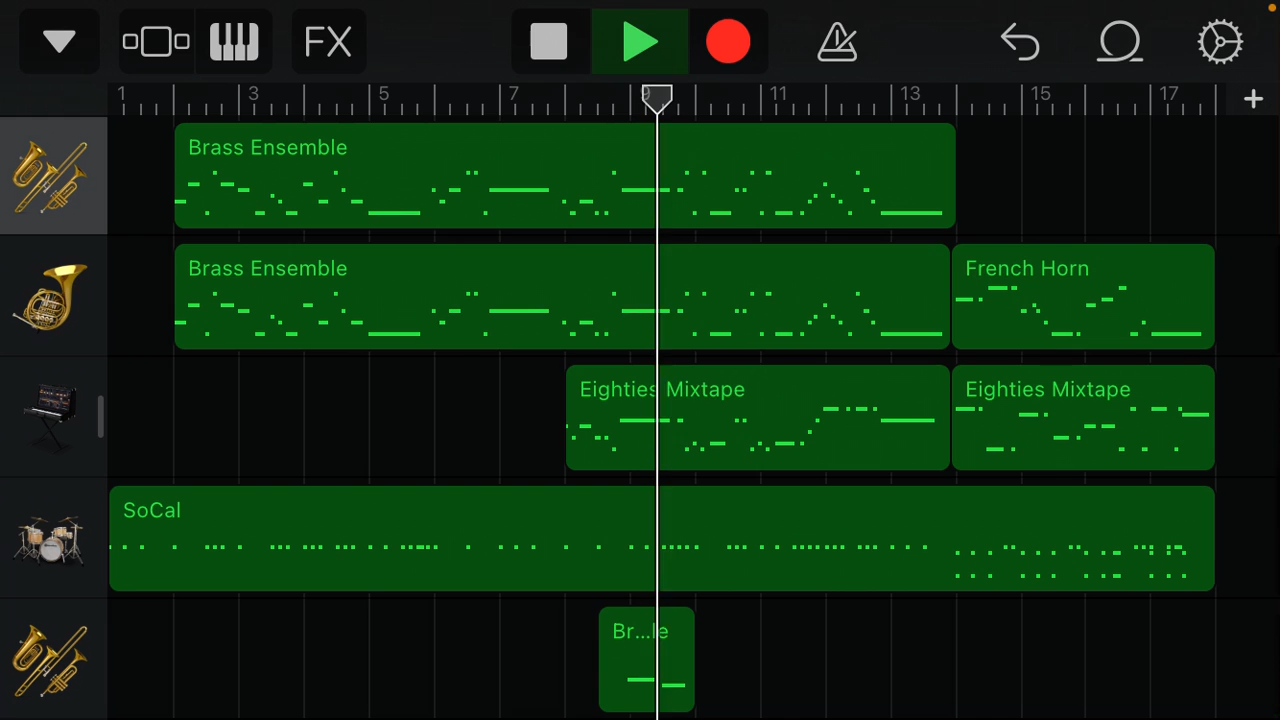 FX
1 3 5 7 9 11 13 15 17
Brass Ensemble
Brass Ensemble
French Horn
Eighties Mixtape
Eighties Mixtape
SoCal
Br...le